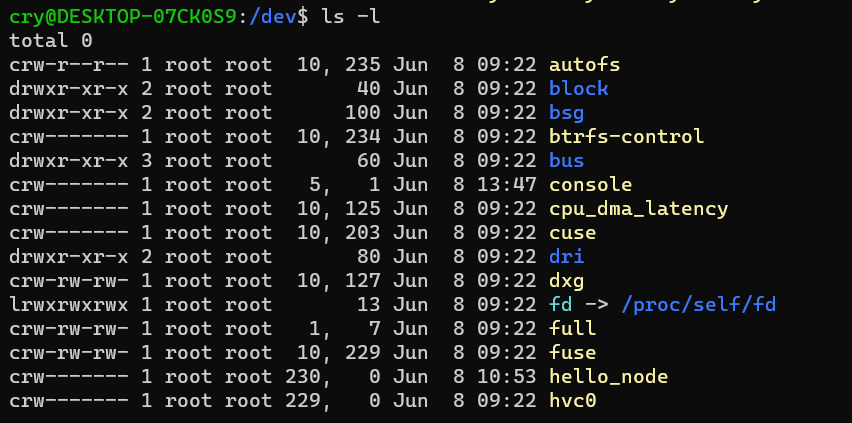 cry@DESKTOP-07CK0S9:/dev$ ls -l
total 0
crw-r--r-- 1 root root  10, 235 Jun  8 09:22 autofs
drwxr-xr-x 2 root root       40 Jun  8 09:22 block
drwxr-xr-x 2 root root      100 Jun  8 09:22 bsg
crw------- 1 root root  10, 234 Jun  8 09:22 btrfs-control
drwxr-xr-x 3 root root       60 Jun  8 09:22 bus
crw------- 1 root root   5,   1 Jun  8 13:47 console
crw------- 1 root root  10, 125 Jun  8 09:22 cpu_dma_latency
crw------- 1 root root  10, 203 Jun  8 09:22 cuse
drwxr-xr-x 2 root root       80 Jun  8 09:22 dri
crw-rw-rw- 1 root root  10, 127 Jun  8 09:22 dxg
lrwxrwxrwx 1 root root       13 Jun  8 09:22 fd -> /proc/self/fd
crw-rw-rw- 1 root root   1,   7 Jun  8 09:22 full
crw-rw-rw- 1 root root  10, 229 Jun  8 09:22 fuse
crw------- 1 root root 230,   0 Jun  8 10:53 hello_node
crw------- 1 root root 229,   0 Jun  8 09:22 hvc0